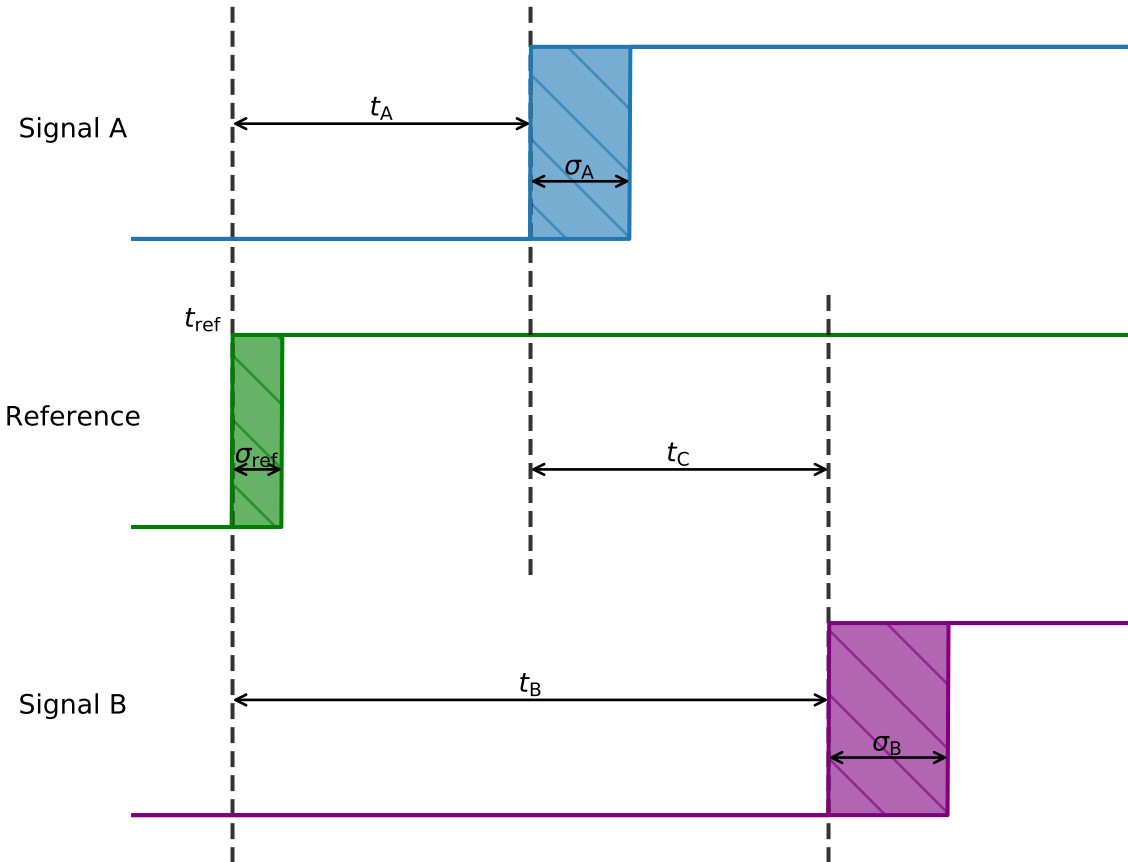 t_A
Signal A
σ_A
t_ref
Reference
σ_ref
t_C
t_B
Signal B
σ_B